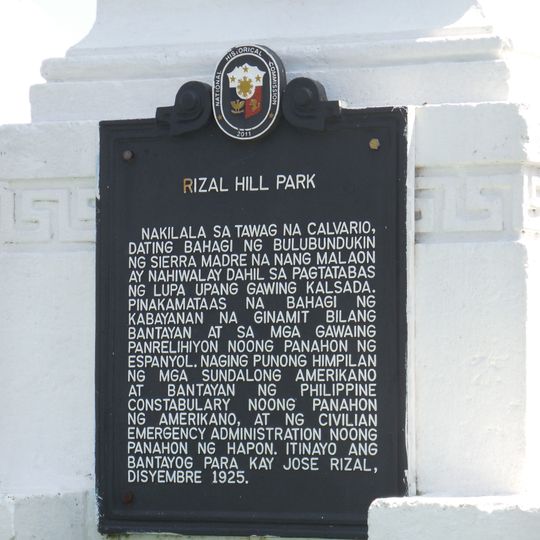 NATIONAL HISTORICAL COMMISSION
2011
RIZAL HILL PARK
NAKILALA SA TAWAG NA CALVARIO,
DATING BAHAGI NG BULUBUNDUKIN
NG SIERRA MADRE NA NANG MALAON
AY NAHIWALAY DAHIL SA PAGTATABAS
NG LUPA UPANG GAWING KALSADA.
PINAKAMATAAS NA BAHAGI NG
KABAYANAN NA GINAMIT BILANG
BANTAYAN AT SA MGA GAWAING
PANRELIHIYON NOONG PANAHON NG
ESPANYOL. NAGING PUNONG HIMPILAN
NG MGA SUNDALONG AMERIKANO
AT BANTAYAN NG PHILIPPINE
CONSTABULARY NOONG PANAHON
NG AMERIKANO, AT NG CIVILIAN
EMERGENCY ADMINISTRATION NOONG
PANAHON NG HAPON. ITINAYO ANG
BANTAYOG PARA KAY JOSE RIZAL,
DISYEMBRE 1925.